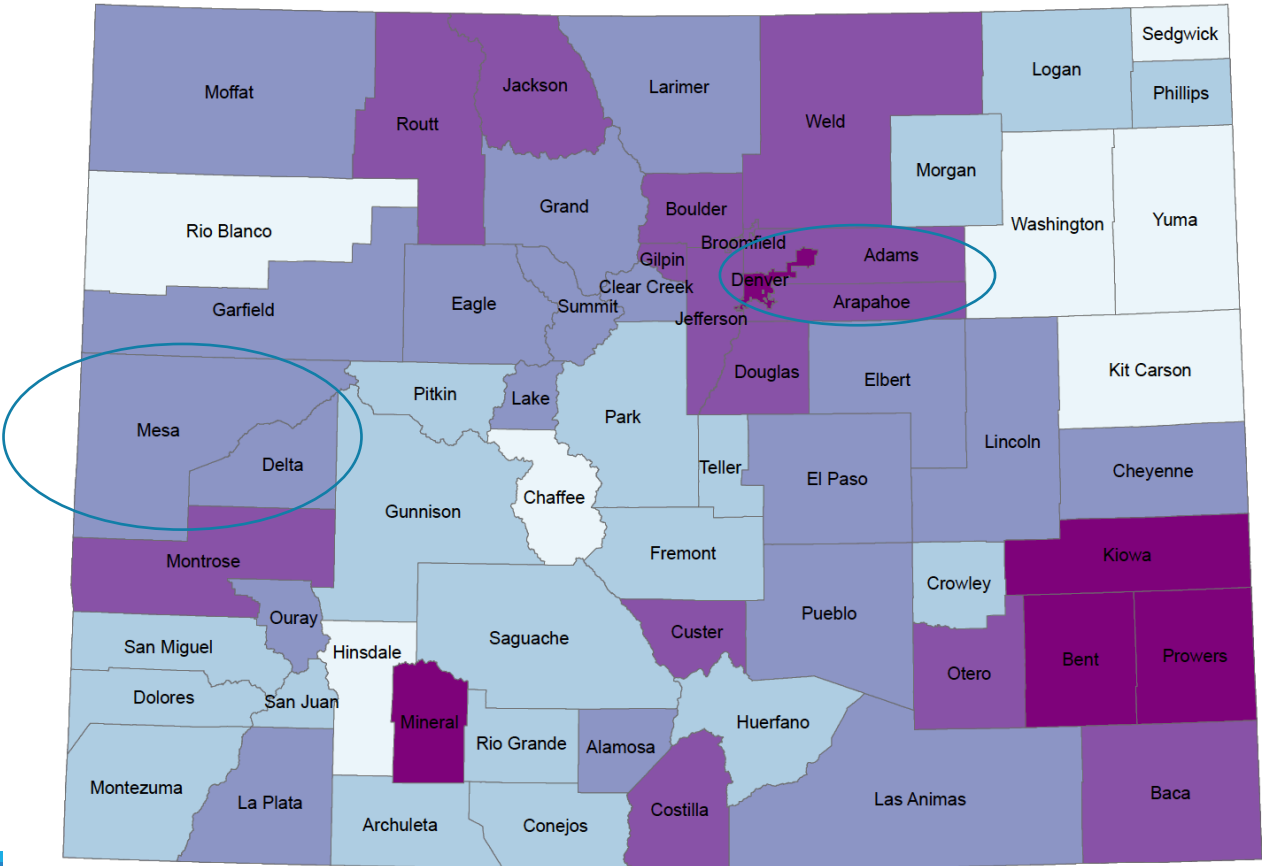 Sedgwick
Logan
Phillips
Moffat
Jackson
Larimer
Routt
Weld
Morgan
Grand
Boulder
Washington
Yuma
Rio Blanco
Broomfield
Adams
Gilpin
Denver
Clear Creek
Eagle
Summit
Arapahoe
Garfield
Jefferson
Kit Carson
Douglas
Elbert
Pitkin
Lake
Park
Mesa
Lincoln
Delta
Teller
El Paso
Cheyenne
Chaffee
Gunnison
Fremont
Kiowa
Montrose
Crowley
Ouray
Pueblo
San Miguel
Hinsdale
Saguache
Custer
Otero
Bent
Prowers
Dolores
San Juan
Mineral
Rio Grande
Alamosa
Huerfano
Montezuma
La Plata
Archuleta
Conejos
Costilla
Las Animas
Baca